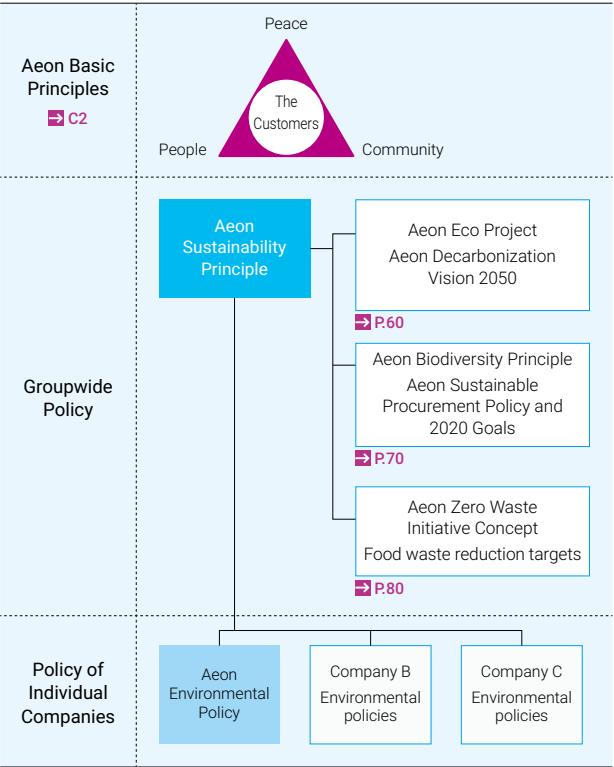 Aeon Basic
Principles
C2
Peace
The
Customers
People
Community
Groupwide
Policy
Aeon
Sustainability
Principle
Aeon Eco Project
Aeon Decarbonization
Vision 2050
P.60
Aeon Biodiversity Principle
Aeon Sustainable
Procurement Policy and
2020 Goals
P.70
Aeon Zero Waste
Initiative Concept
Food waste reduction targets
P.80
Policy of
Individual
Companies
Aeon
Environmental
Policy
Company B
Environmental
policies
Company C
Environmental
policies